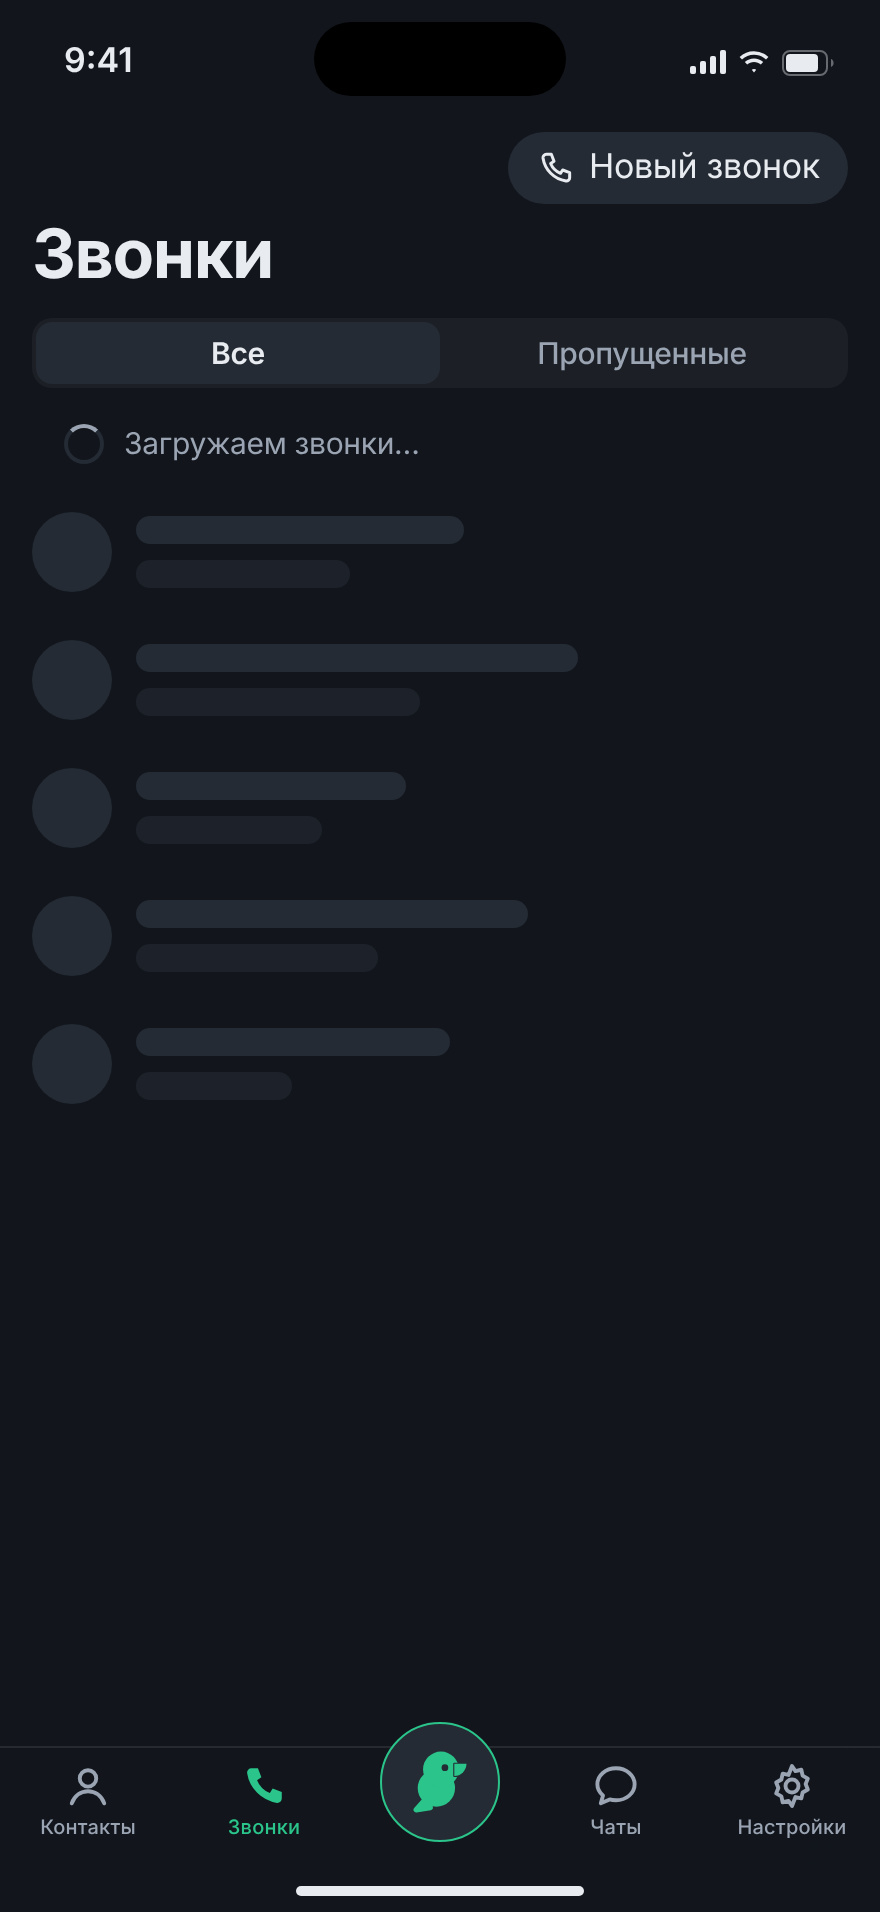 9:41
Новый звонок
Звонки
Все
Пропущенные
Загружаем звонки...
Контакты
Звонки
Чаты
Настройки